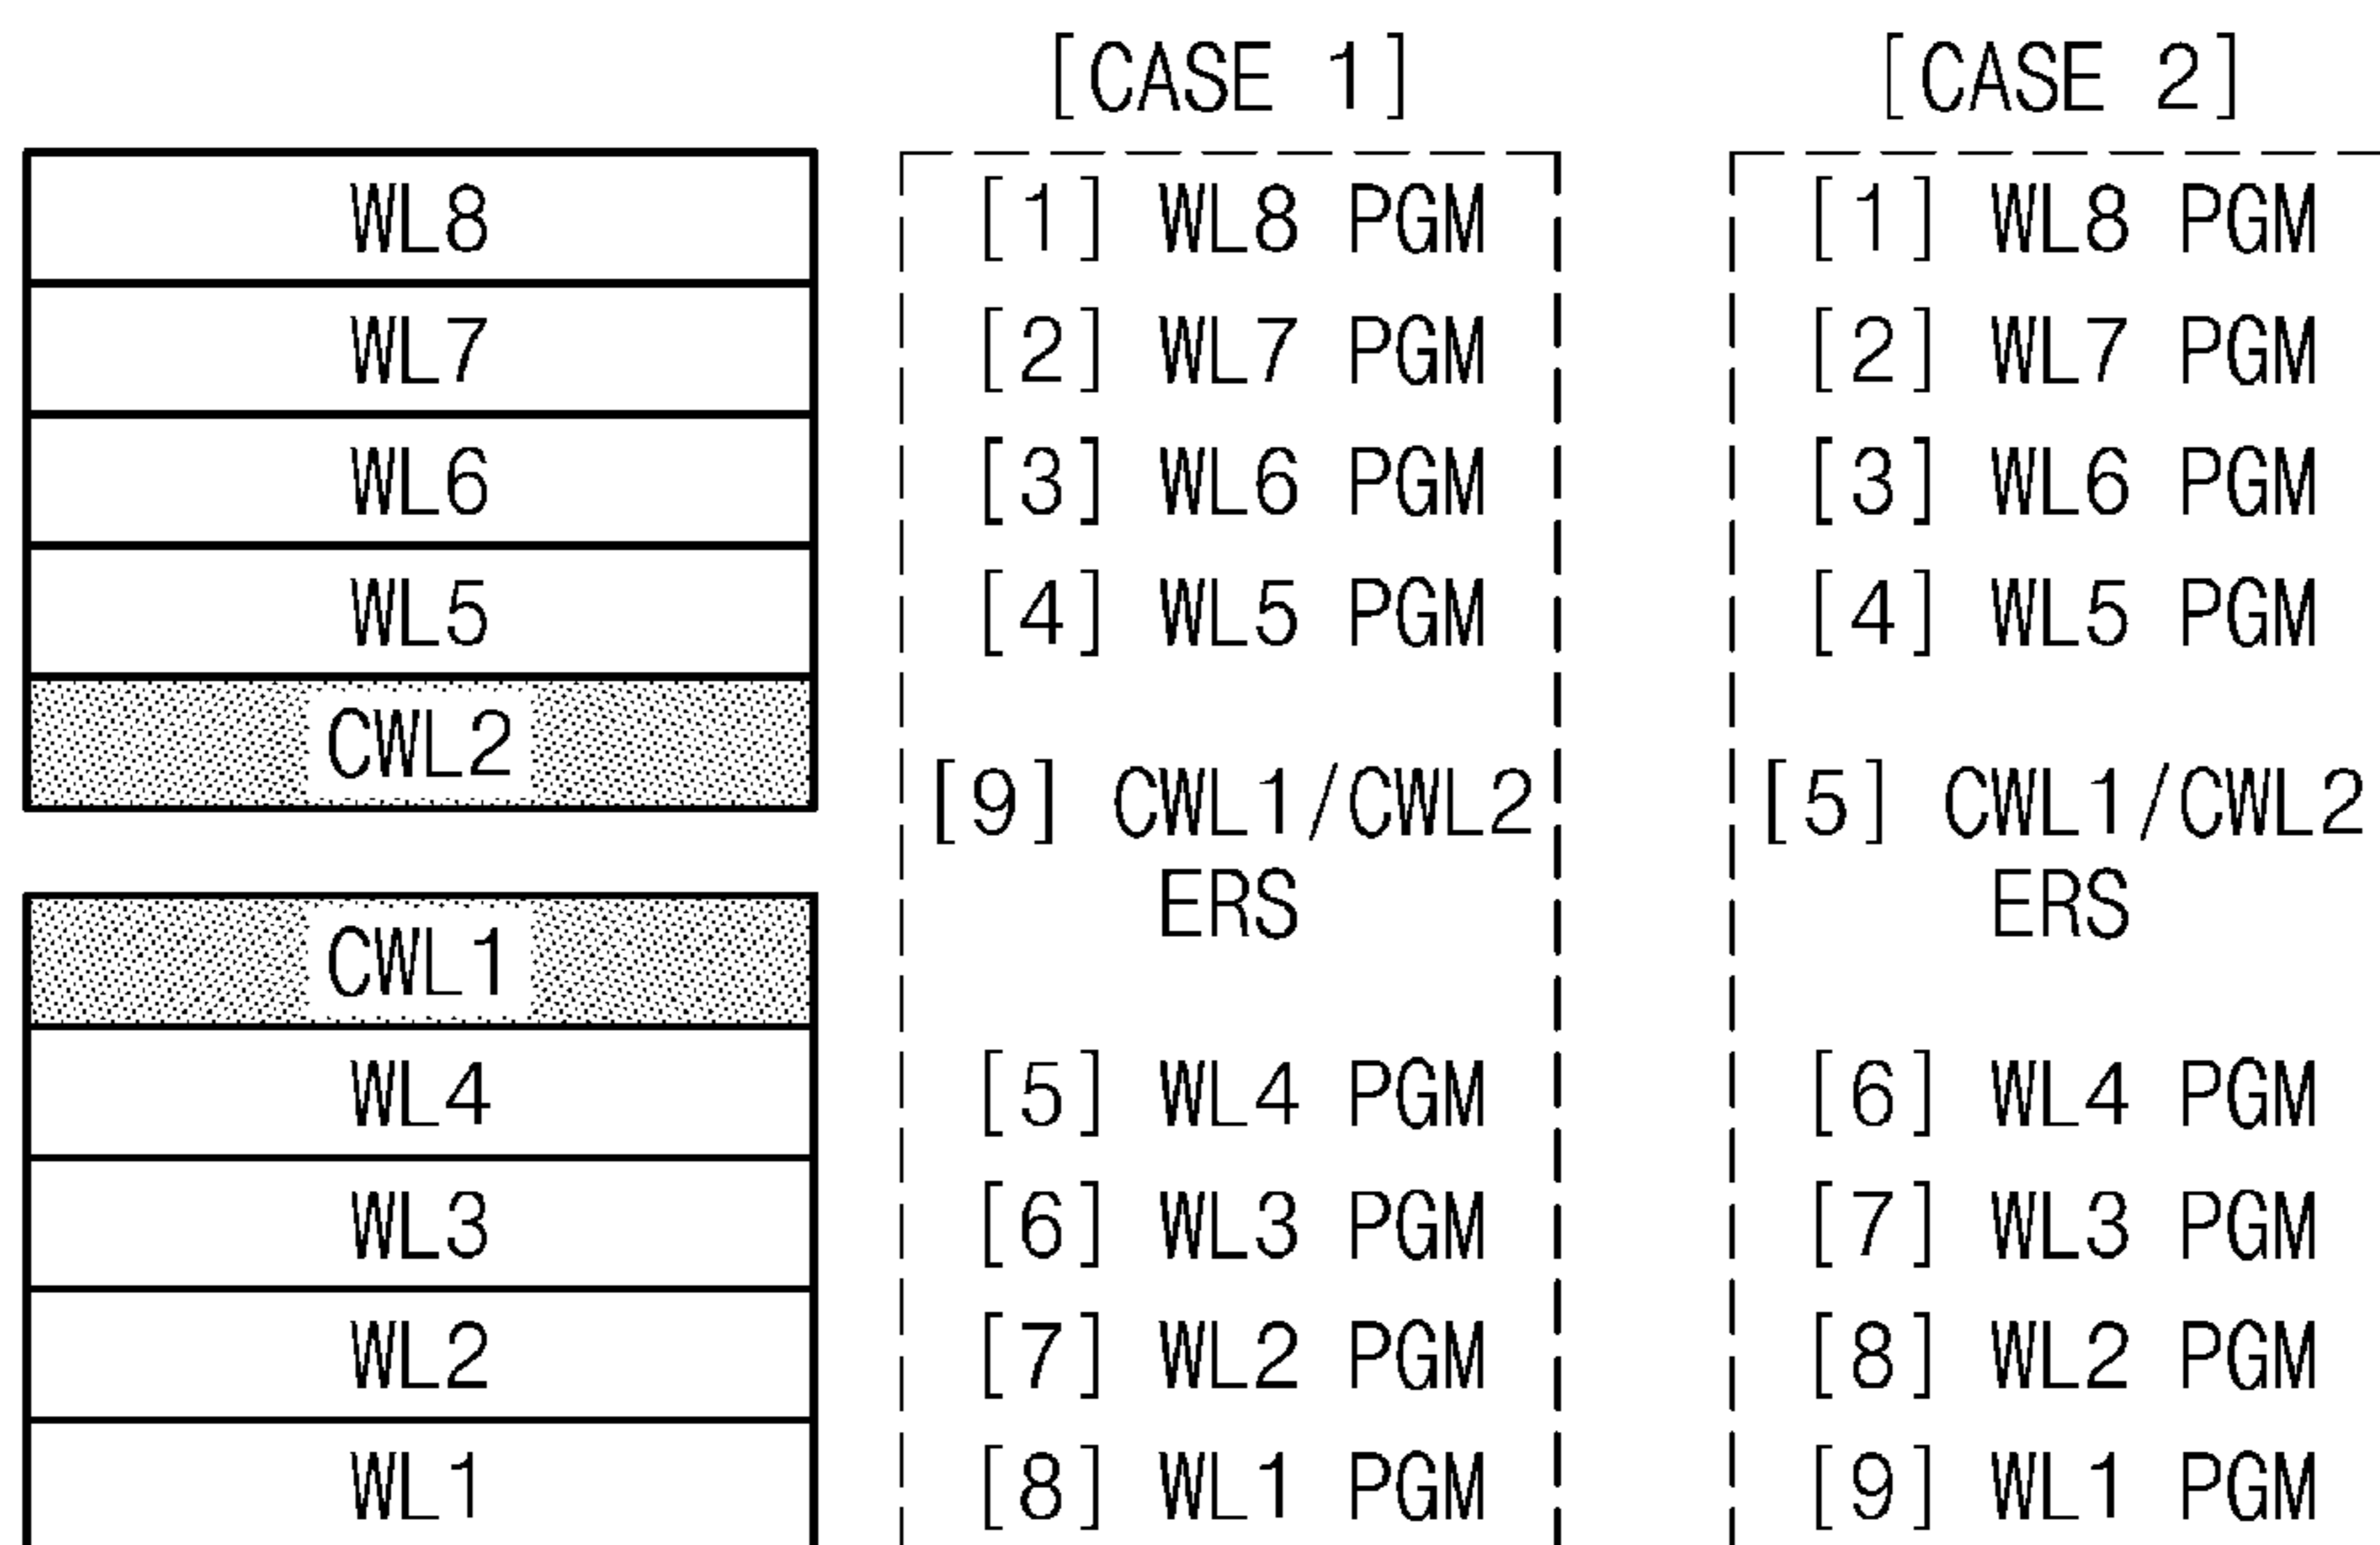 [CASE 1] [CASE 2]
WL8 [1] WL8 PGM [1] WL8 PGM
WL7 [2] WL7 PGM [2] WL7 PGM
WL6 [3] WL6 PGM [3] WL6 PGM
WL5 [4] WL5 PGM [4] WL5 PGM
CWL2
[9] CWL1/CWL2 [5] CWL1/CWL2
ERS ERS
CWL1
WL4 [5] WL4 PGM [6] WL4 PGM
WL3 [6] WL3 PGM [7] WL3 PGM
WL2 [7] WL2 PGM [8] WL2 PGM
WL1 [8] WL1 PGM [9] WL1 PGM